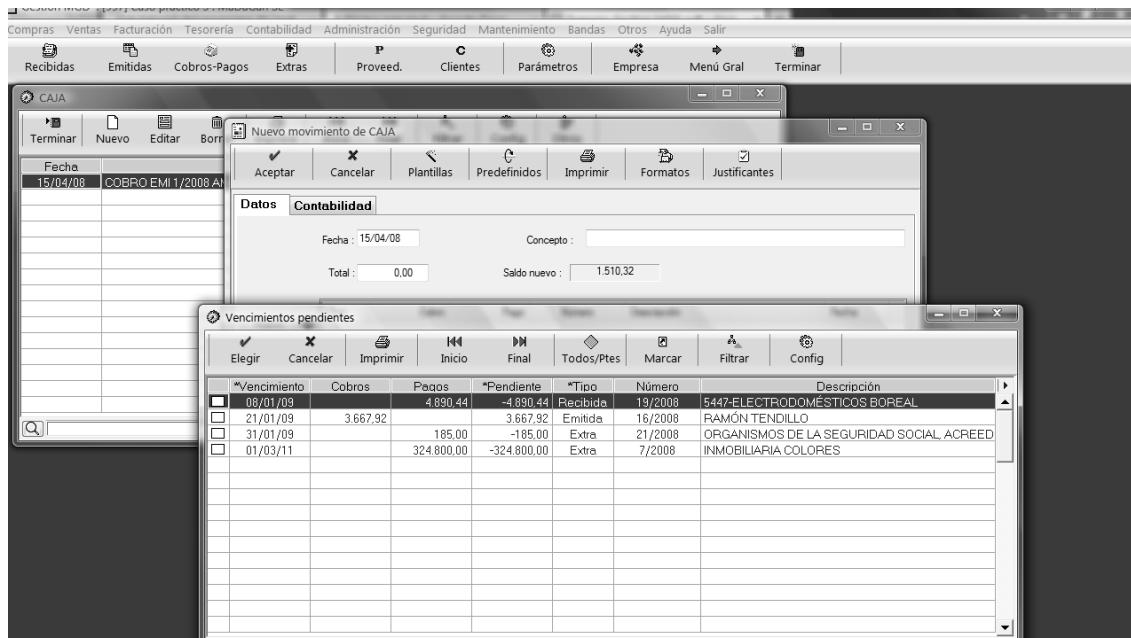 Compras Ventas Facturación Tesorería Contabilidad Administración Seguridad Mantenimiento Bandas Otros Ayuda Salir
Recibidas Emitidas Cobros-Pagos Extras Proveed. Clientes Parámetros Empresa Menú Gral Terminar
CAJA
Terminar Nuevo Editar
Fecha
15/04/08 COBRO EMI 1/2008
Nuevo movimiento de CAJA
Aceptar Cancelar Plantillas Predefinidos Imprimir Formatos Justificantes
Datos Contabilidad
Fecha : 15/04/08 Concepto :
Total : 0,00 Saldo nuevo : 1.510,32
Vencimientos pendientes
Elegir Cancelar Imprimir Inicio Final Todos/Ptes Marcar Filtrar Config
*Vencimiento Cobros Pagos *Pendiente *Tipo Número Descripción
08/01/09 4.890,44 -4.890,44 Recibida 19/2008 5447-ELECTRODOMÉSTICOS BOREAL
21/01/09 3.667,92 3.667,92 Emitida 16/2008 RAMÓN TENDILLO
31/01/09 185,00 -185,00 Extra 21/2008 ORGANISMOS DE LA SEGURIDAD SOCIAL, ACREED
01/03/11 324.800,00 -324.800,00 Extra 7/2008 INMOBILIARIA COLORES